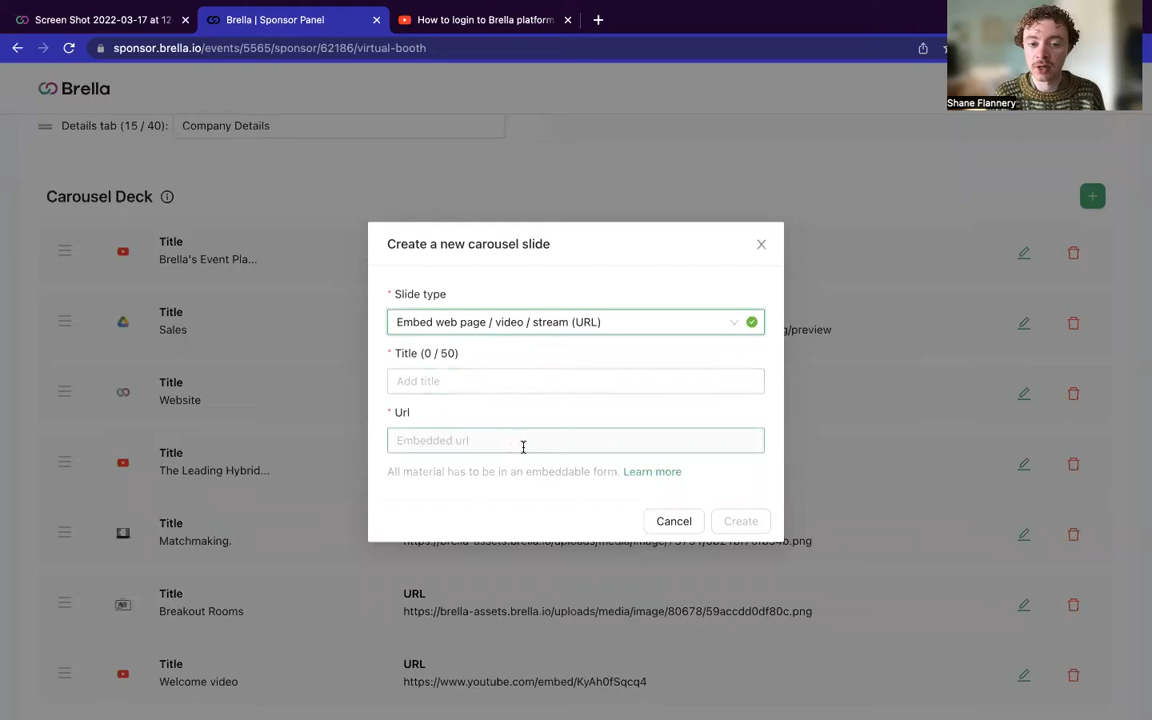 Screen Shot 2022-03-17 at 12
Brella | Sponsor Panel
How to login to Brella platform
sponsor.brella.io/events/5565/sponsor/62186/virtual-booth
Shane Flannery
Brella
Details tab (15 / 40):
Company Details
Carousel Deck
Create a new carousel slide
* Slide type
Embed web page / video / stream (URL)
* Title (0 / 50)
Add title
* Url
Embedded url
All material has to be in an embeddable form. Learn more
Cancel
Create
Title
Brella's Event Pla...
Title
Sales
g/preview
Title
Website
Title
The Leading Hybrid...
Title
Matchmaking.
Title
Breakout Rooms
URL
https://brella-assets.brella.io/uploads/media/image/80678/59accdd0df80c.png
Title
Welcome video
URL
https://www.youtube.com/embed/KyAh0fSqcq4